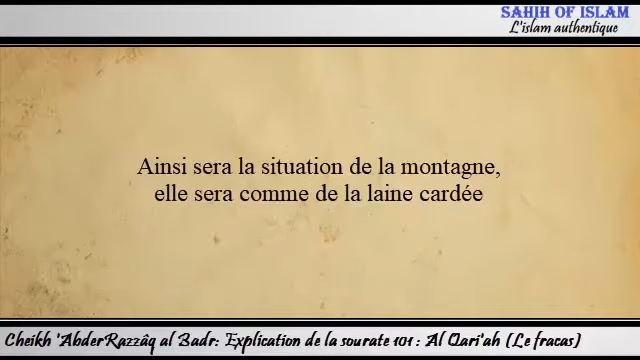 SAHIH OF ISLAM
L'islam authentique
Ainsi sera la situation de la montagne,
elle sera comme de la laine cardée
Cheikh 'AbderRazzâq al Badr: Explication de la sourate 101 : Al Qari'ah (Le fracas)